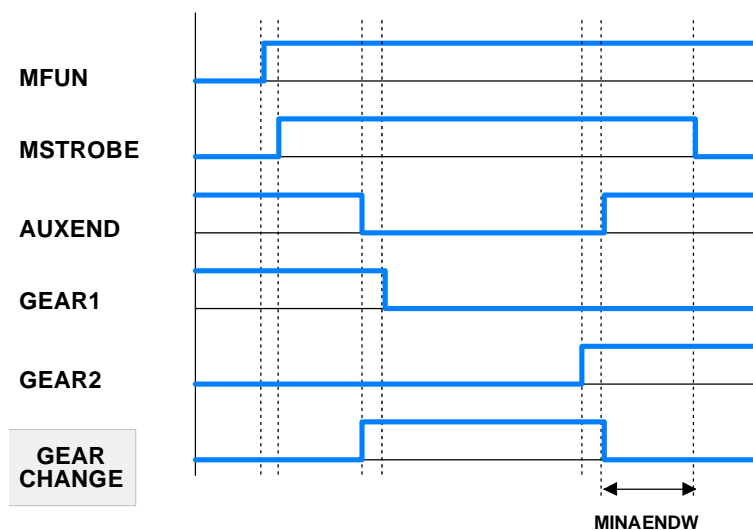 MFUN
MSTROBE
AUXEND
GEAR1
GEAR2
GEAR
CHANGE
MINAENDW